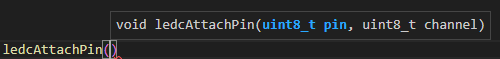 void ledcAttachPin(uint8_t pin, uint8_t channel)
ledcAttachPin()